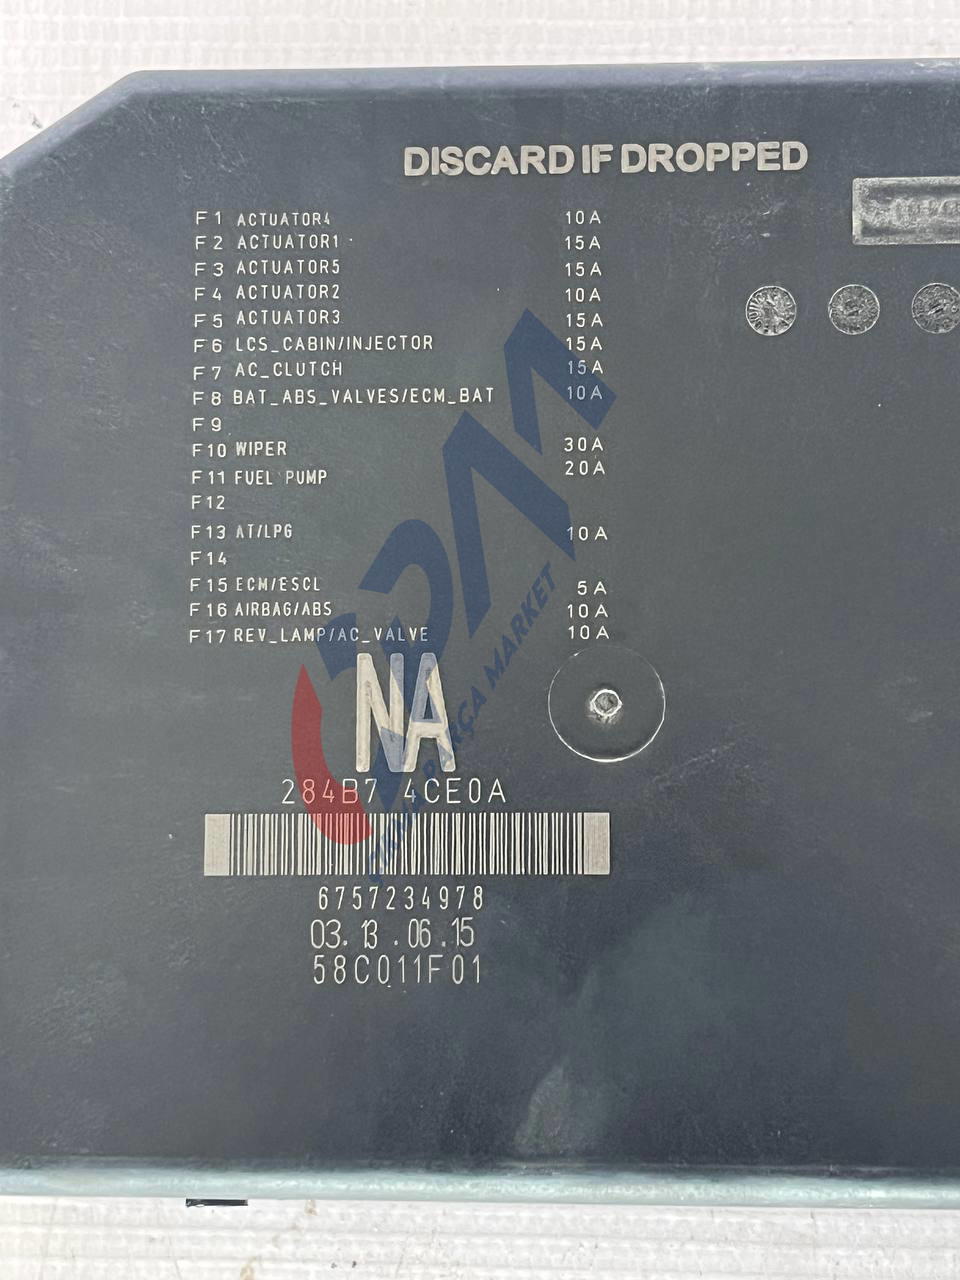 DISCARD IF DROPPED
F1 ACTUATOR4 10A
F2 ACTUATOR1 15A
F3 ACTUATOR5 15A
F4 ACTUATOR2 10A
F5 ACTUATOR3 15A
F6 LCS_CABIN/INJECTOR 15A
F7 AC_CLUTCH 15A
F8 BAT_ABS_VALVES/ECM_BAT 10A
F9
F10 WIPER 30A
F11 FUEL PUMP 20A
F12
F13 AT/LPG 10A
F14
F15 ECM/ESCL 5A
F16 AIRBAG/ABS 10A
F17 REV_LAMP/AC_VALVE 10A
NA
284B7 4CE0A
6757234978
03. 13 .06 .15
58C011F01
PARÇA MARKET